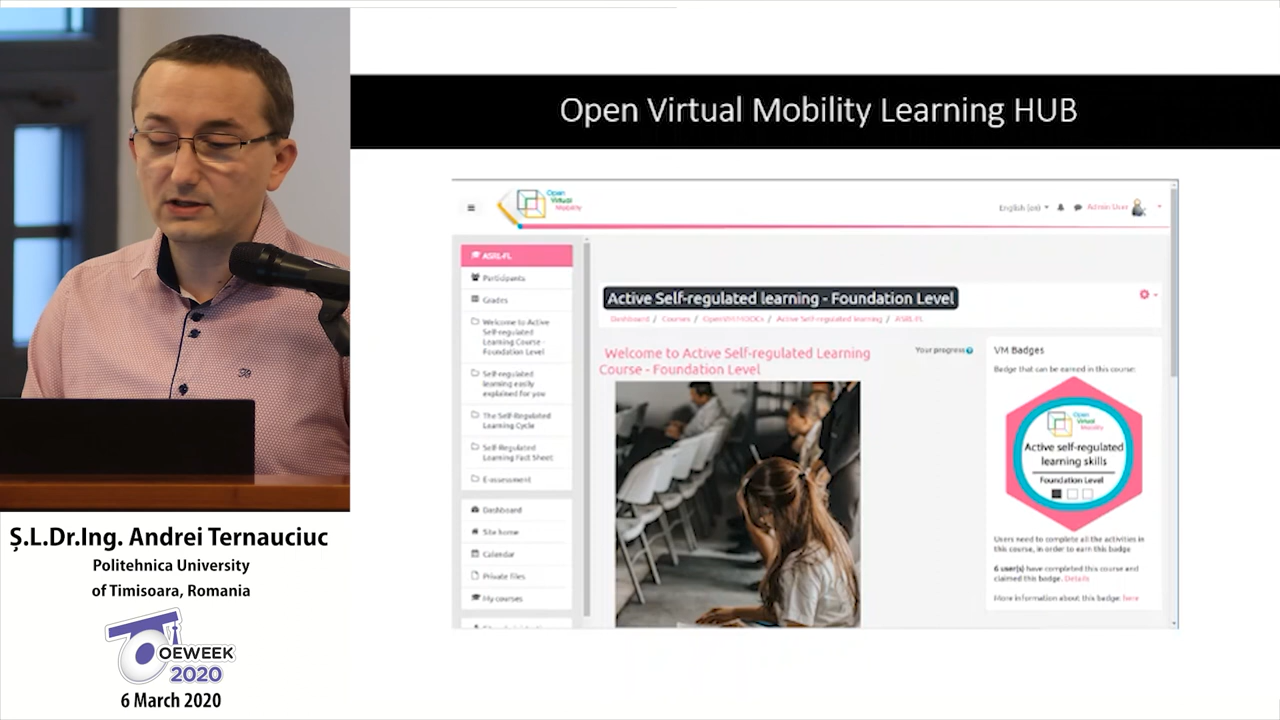 Open Virtual Mobility Learning HUB
Open
Virtual
Mobility
English (en)
Admin User
ASRL-FL
Participants
Grades
Welcome to Active
Self-regulated
Learning Course -
Foundation Level
Self-regulated
learning easily
explained for you
The Self-Regulated
Learning Cycle
Self-Regulated
Learning Fact Sheet
E-assessment
Dashboard
Site home
Calendar
Private files
My courses
Active Self-regulated learning - Foundation Level
Dashboard / Courses / OpenVM MOOCs / Active Self-regulated learning / ASRL-FL
Welcome to Active Self-regulated Learning
Course - Foundation Level
Your progress
VM Badges
Badge that can be earned in this course:
Open
Virtual
Mobility
Active self-regulated
learning skills
Foundation Level
Users need to complete all the activities in
this course, in order to earn this badge
6 user(s) have completed this course and
claimed this badge. Details
More information about this badge: here
Ș.L.Dr.Ing. Andrei Ternauciuc
Politehnica University
of Timisoara, Romania
OEWEEK
2020
6 March 2020